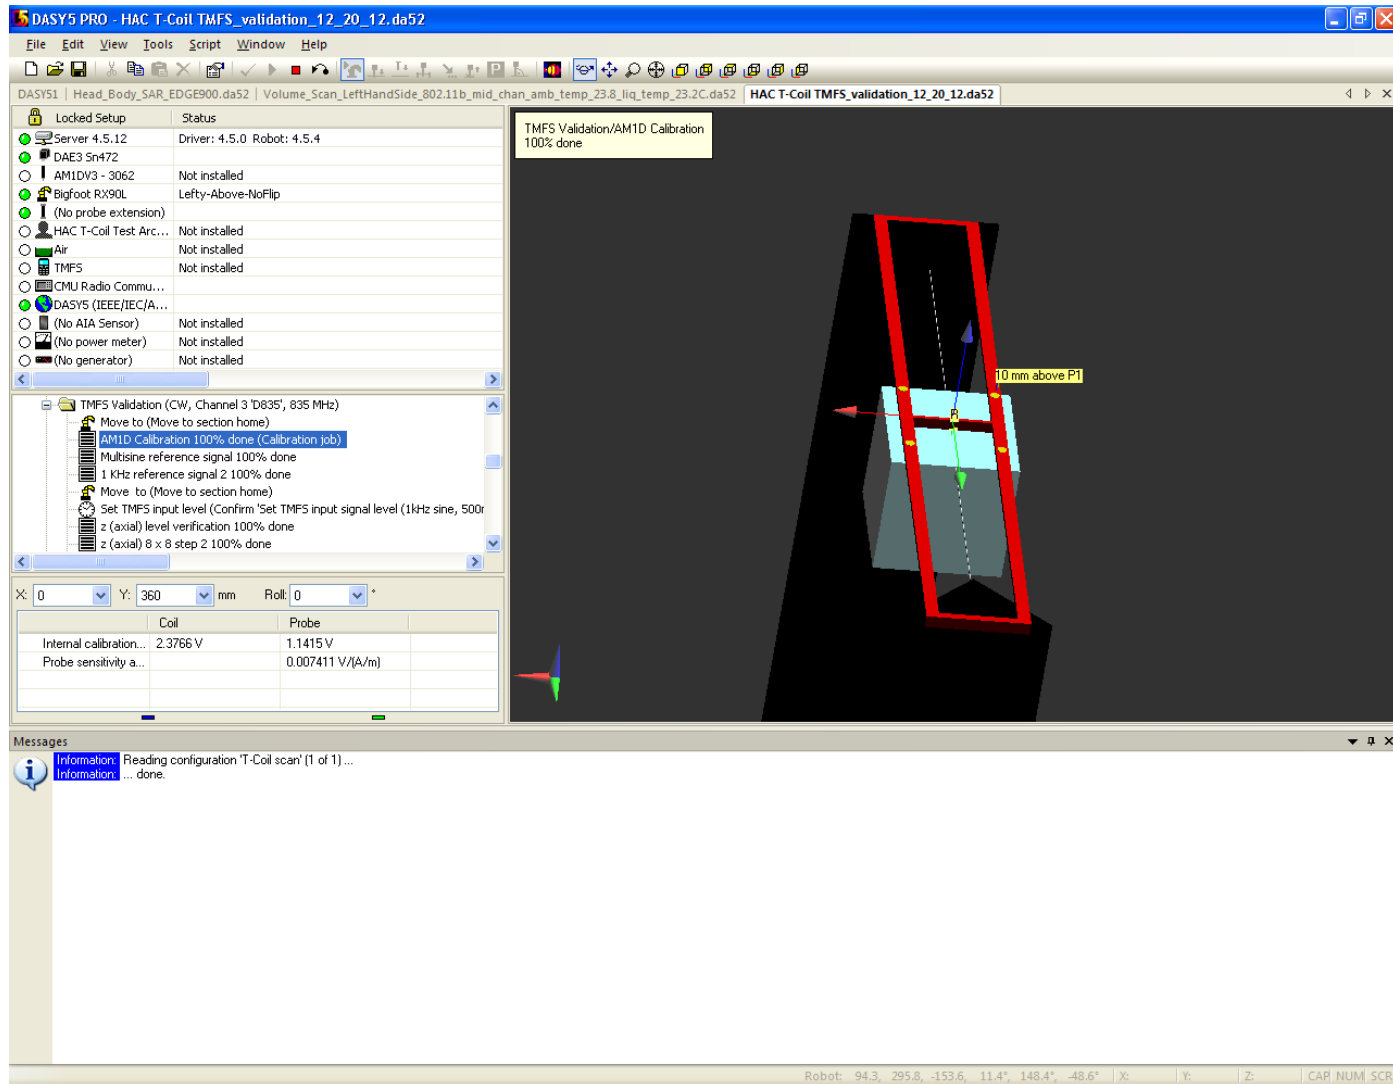 DASY5 PRO - HAC T-Coil TMFS_validation_12_20_12.da52
File Edit View Tools Script Window Help
DASY51 | Head_Body_SAR_EDGE900.da52 | Volume_Scan_LeftHandSide_802.11b_mid_chan_amb_temp_23.8_liq_temp_23.2C.da52 HAC T-Coil TMFS_validation_12_20_12.da52
Locked Setup Status
Server 4.5.12 Driver: 4.5.0 Robot: 4.5.4
DAE3 Sn472
AM1DV3 - 3062 Not installed
Bigfoot RX90L Lefty-Above-NoFlip
(No probe extension)
HAC T-Coil Test Arc... Not installed
Air Not installed
TMFS Not installed
CMU Radio Commu...
DASY5 (IEEE/IEC/A...
(No AIA Sensor) Not installed
(No power meter) Not installed
(No generator) Not installed
TMFS Validation (CW, Channel 3 'D835', 835 MHz)
Move to (Move to section home)
AM1D Calibration 100% done (Calibration job)
Multisine reference signal 100% done
1 KHz reference signal 2 100% done
Move to (Move to section home)
Set TMFS input level (Confirm 'Set TMFS input signal level (1kHz sine, 500r
z (axial) level verification 100% done
z (axial) 8 x 8 step 2 100% done
X: 0 Y: 360 mm Roll: 0 °
Coil Probe
Internal calibration... 2.3766 V 1.1415 V
Probe sensitivity a... 0.007411 V/(A/m)
TMFS Validation/AM1D Calibration
100% done
10 mm above P1
Messages
Information: Reading configuration 'T-Coil scan' (1 of 1) ...
Information: ... done.
Robot: 94.3, 295.8, -153.6, 11.4°, 148.4°, -48.6° X: Y: Z: CAP NUM SCR